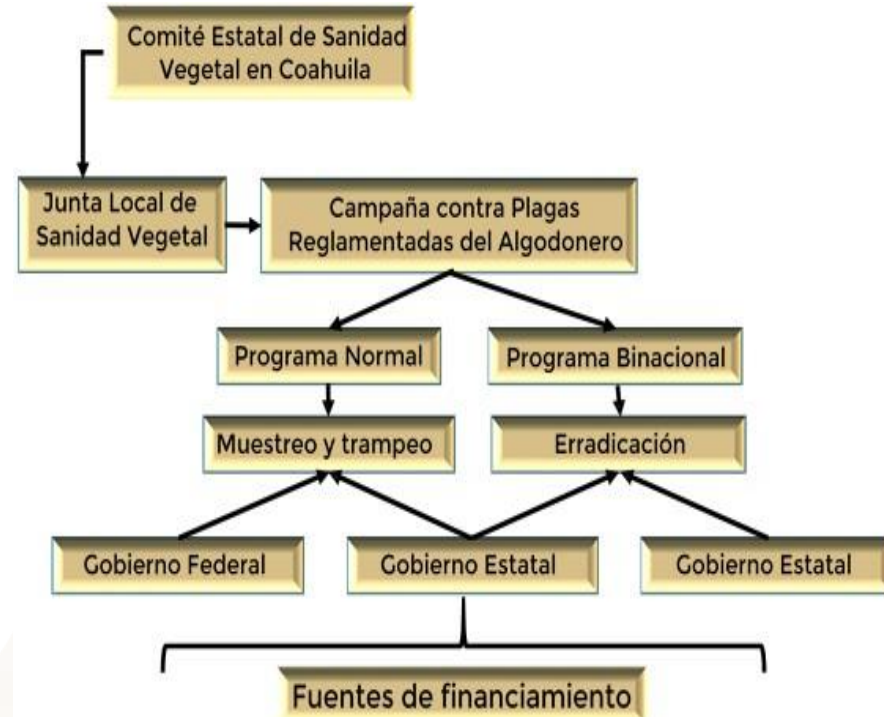 Comité Estatal de Sanidad
Vegetal en Coahuila
Junta Local de
Sanidad Vegetal
Campaña contra Plagas
Reglamentadas del Algodonero
Programa Normal
Programa Binacional
Muestreo y trampeo
Erradicación
Gobierno Federal
Gobierno Estatal
Gobierno Estatal
Fuentes de financiamiento